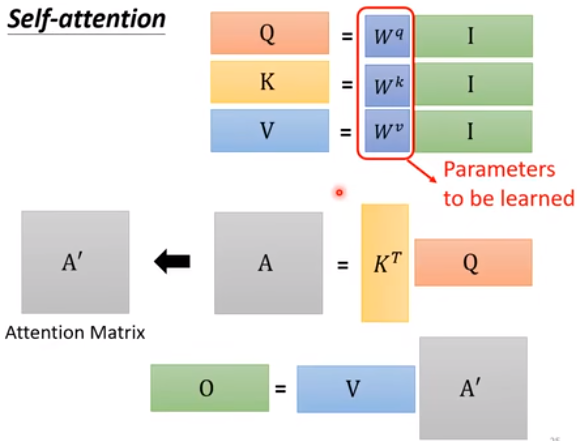 Self-attention
Q = W^q I
K = W^k I
V = W^v I
Parameters
to be learned
A′ A = K^T Q
Attention Matrix
O = V A′